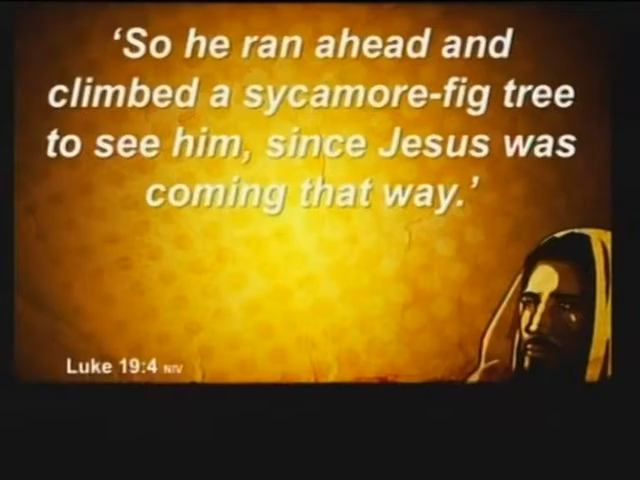 ‘So he ran ahead and
climbed a sycamore-fig tree
to see him, since Jesus was
coming that way.’
Luke 19:4 NIV